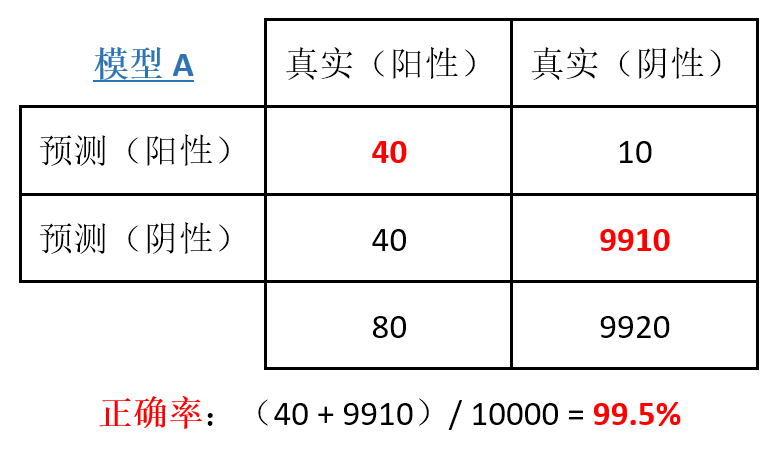 模型 A 真实（阳性） 真实（阴性）
预测（阳性） 40 10
预测（阴性） 40 9910
80 9920
正确率：（40 + 9910）/ 10000 = 99.5%